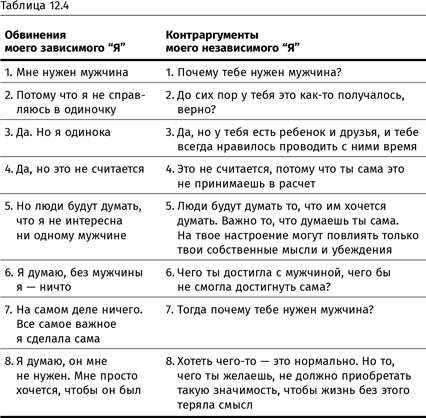 Таблица 12.4
Обвинения
моего зависимого “Я”
Контраргументы
моего независимого “Я”
1. Мне нужен мужчина
1. Почему тебе нужен мужчина?
2. Потому что я не справ-
ляюсь в одиночку
2. До сих пор у тебя это как-то получалось,
верно?
3. Да. Но я одинока
3. Да, но у тебя есть ребенок и друзья, и тебе
всегда нравилось проводить с ними время
4. Да, но это не считается
4. Это не считается, потому что ты сама это
не принимаешь в расчет
5. Но люди будут думать,
что я не интересна
ни одному мужчине
5. Люди будут думать то, что им хочется
думать. Важно то, что думаешь ты сама.
На твое настроение могут повлиять только
твои собственные мысли и убеждения
6. Я думаю, без мужчины
я — ничто
6. Чего ты достигла с мужчиной, чего бы
не смогла достигнуть сама?
7. На самом деле ничего.
Все самое важное
я сделала сама
7. Тогда почему тебе нужен мужчина?
8. Я думаю, он мне
не нужен. Мне просто
хочется, чтобы он был
8. Хотеть чего-то — это нормально. Но то,
чего ты желаешь, не должно приобретать
такую значимость, чтобы жизнь без этого
теряла смысл